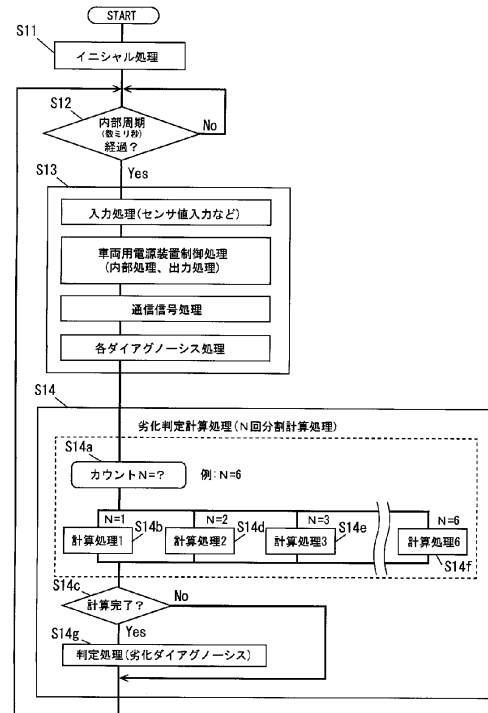 START
S11
イニシャル処理
S12
内部周期
(数ミリ秒)
経過?
No
Yes
S13
入力処理(センサ値入力など)
車両用電源装置制御処理
(内部処理、出力処理)
通信信号処理
各ダイアグノーシス処理
S14
劣化判定計算処理(N回分割計算処理)
S14a
カウントN=?
例:N=6
N=1
S14b
N=2
S14d
N=3
S14e
N=6
計算処理1
計算処理2
計算処理3
計算処理6
S14f
S14c
計算完了?
No
Yes
S14g
判定処理(劣化ダイアグノーシス)